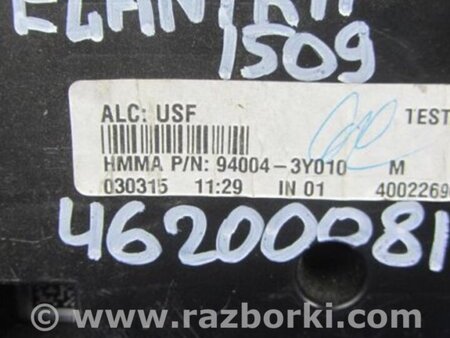 ELANTRA
1509
ALC: USF TEST
HMMA P/N: 94004-3Y010 M
030315 11:29 IN 01 4002269
46200081
www.razborki.com